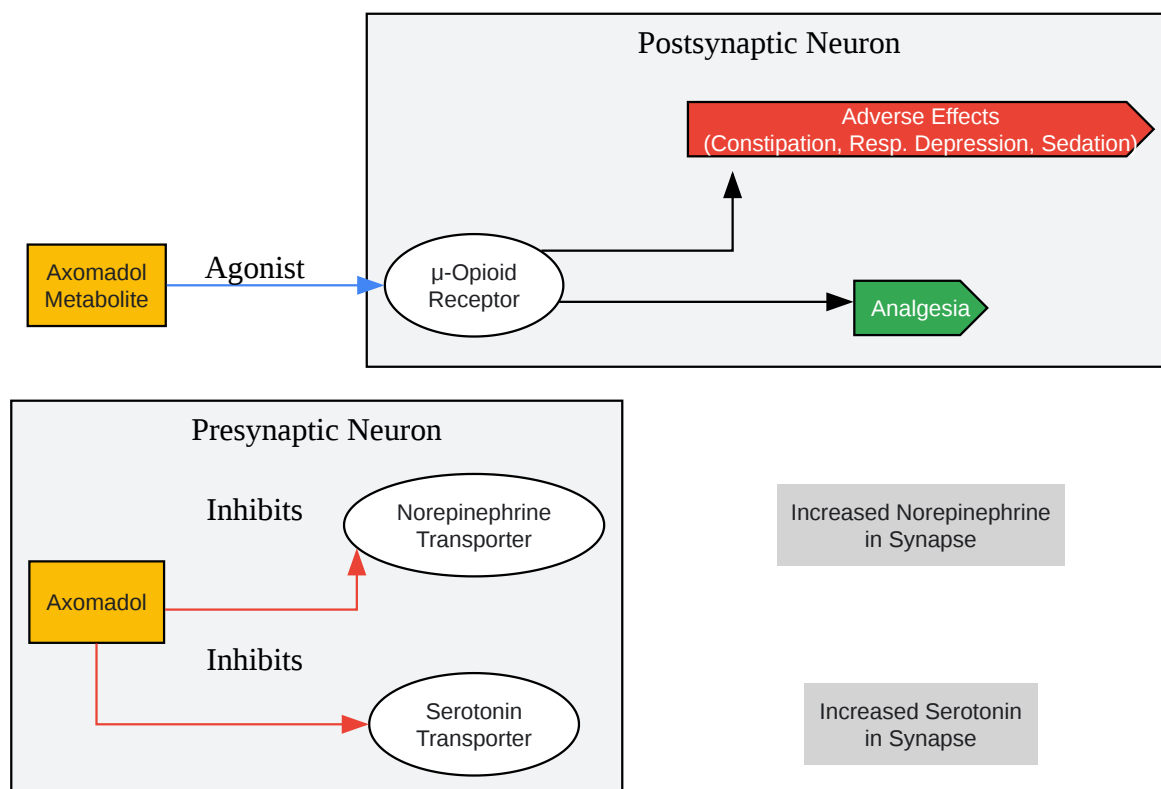 Postsynaptic Neuron
Adverse Effects
(Constipation, Resp. Depression, Sedation)
Axomadol
Metabolite
Agonist
μ-Opioid
Receptor
Analgesia
Presynaptic Neuron
Inhibits
Norepinephrine
Transporter
Increased Norepinephrine
in Synapse
Axomadol
Inhibits
Serotonin
Transporter
Increased Serotonin
in Synapse